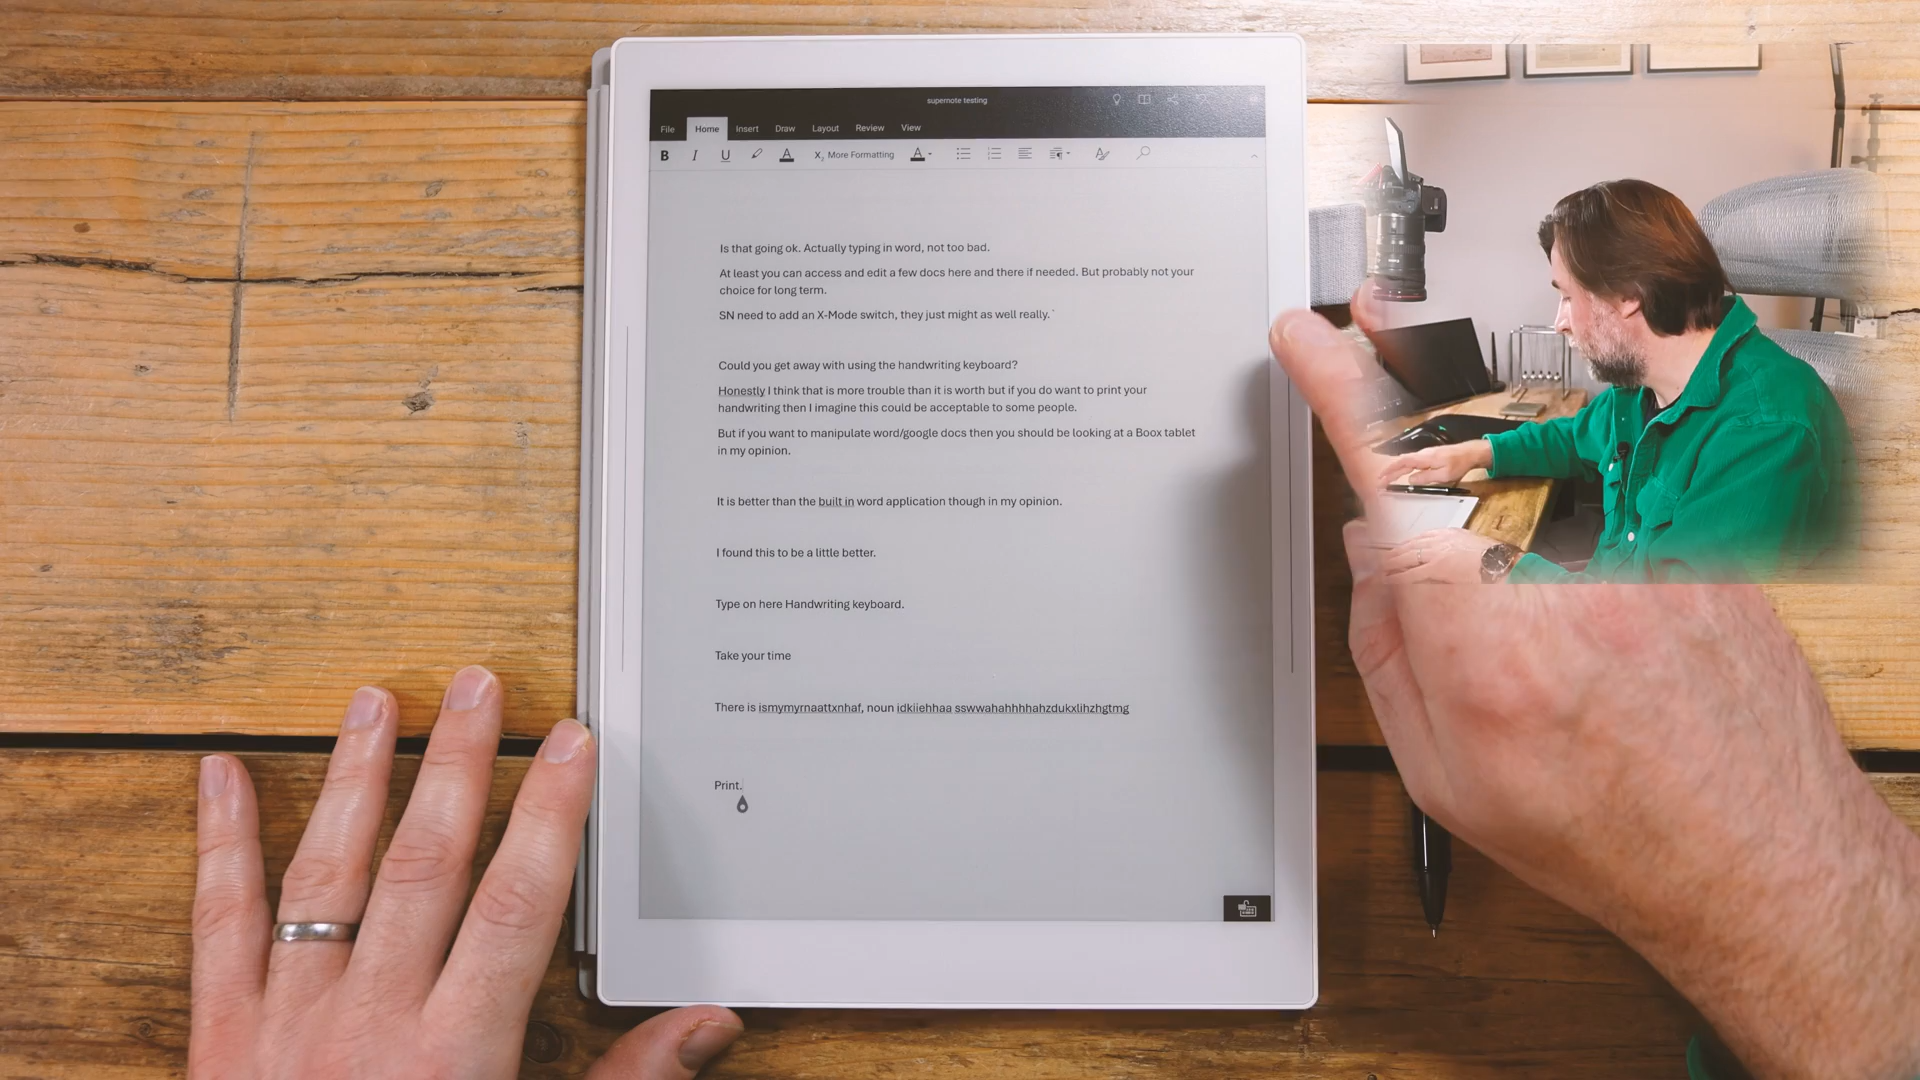 supernote testing
File Home Insert Draw Layout Review View
B I U A X₂ More Formatting A
Is that going ok. Actually typing in word, not too bad.
At least you can access and edit a few docs here and there if needed. But probably not your
choice for long term.
SN need to add an X-Mode switch, they just might as well really.`
Could you get away with using the handwriting keyboard?
Honestly I think that is more trouble than it is worth but if you do want to print your
handwriting then I imagine this could be acceptable to some people.
But if you want to manipulate word/google docs then you should be looking at a Boox tablet
in my opinion.
It is better than the built in word application though in my opinion.
I found this to be a little better.
Type on here Handwriting keyboard.
Take your time
There is ismymyrnaattxnhaf, noun idkiiehhaa sswwahahhhhahzdukxlihzhgtmg
Print.